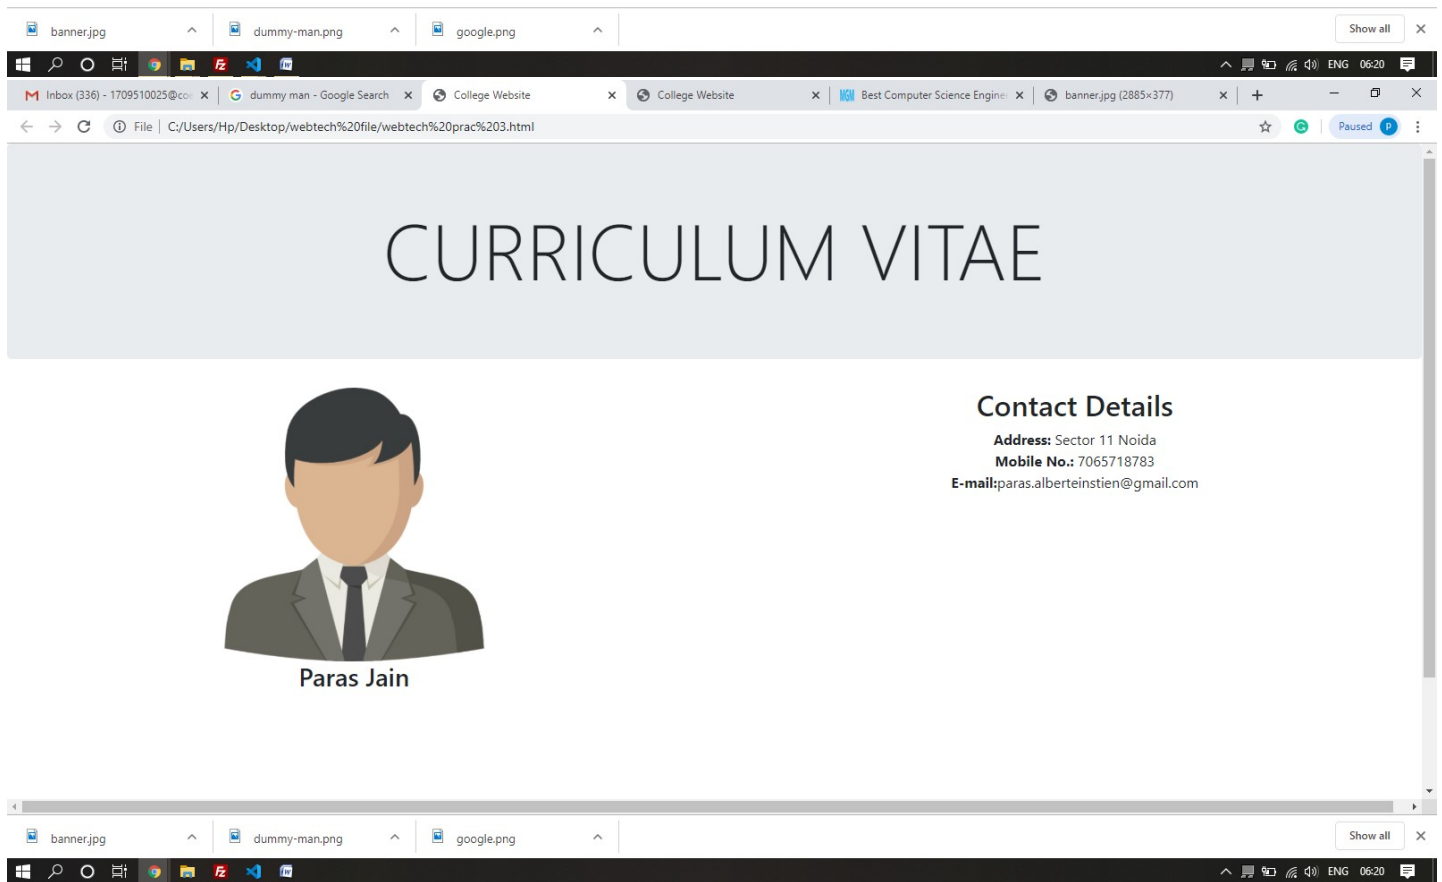 banner.jpg dummy-man.png google.png Show all
ENG 06:20
Inbox (336) - 1709510025@coe dummy man - Google Search College Website College Website Best Computer Science Engine banner.jpg (2885×377)
File C:/Users/Hp/Desktop/webtech%20file/webtech%20prac%203.html Paused P
CURRICULUM VITAE
Contact Details
Address: Sector 11 Noida
Mobile No.: 7065718783
E-mail:paras.alberteinstien@gmail.com
Paras Jain
banner.jpg dummy-man.png google.png Show all
ENG 06:20